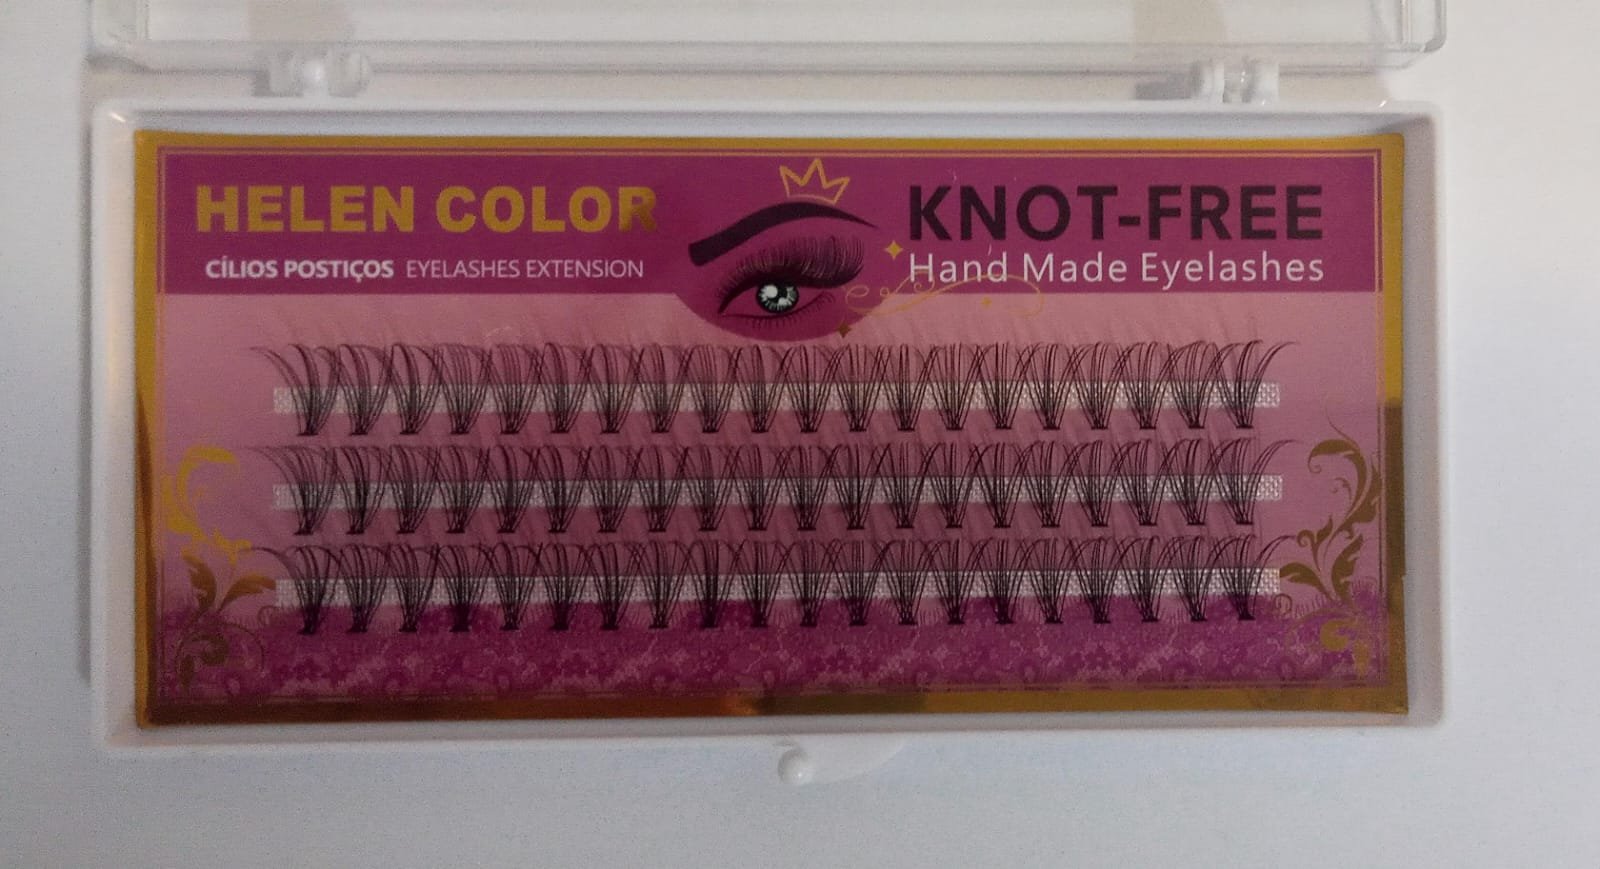 HELEN COLOR
CÍLIOS POSTIÇOS EYELASHES EXTENSION
KNOT-FREE
Hand Made Eyelashes